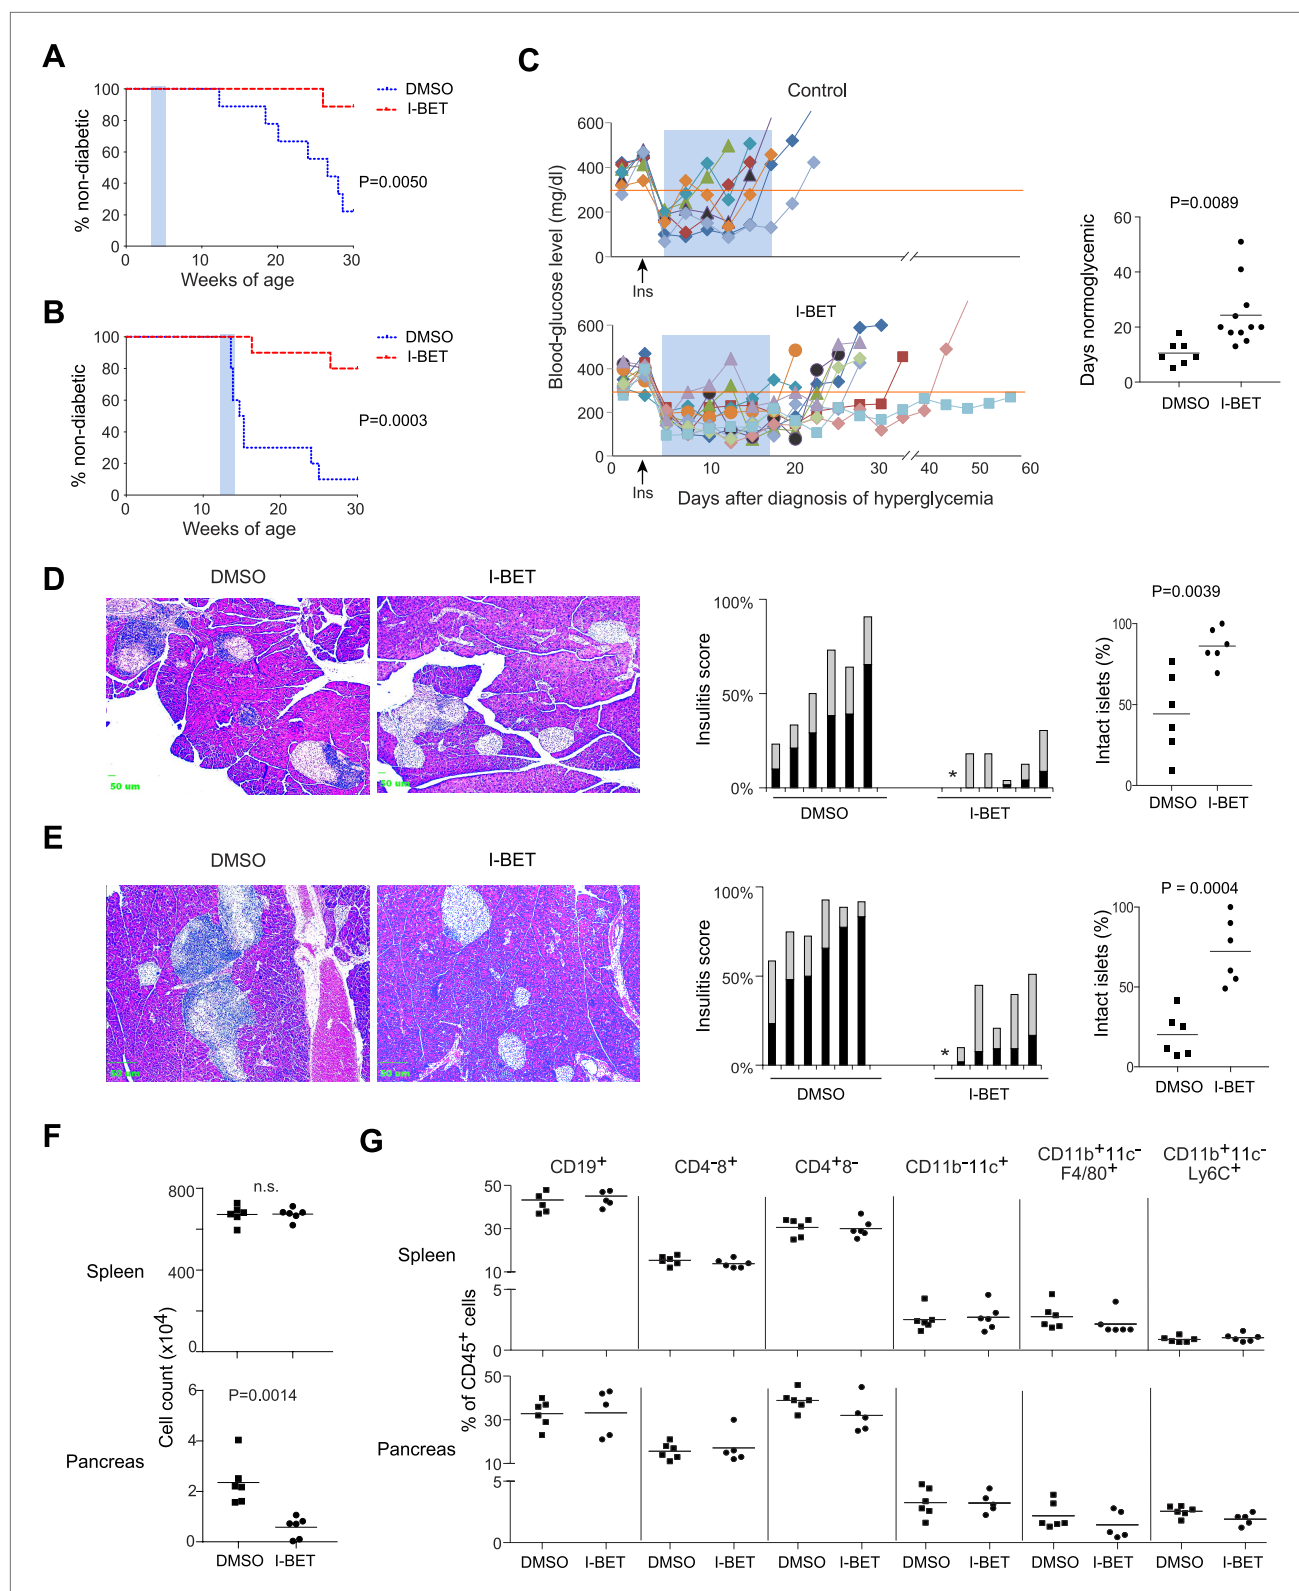 A
% non-diabetic
100
80
60
40
20
0
0 10 20 30
Weeks of age
DMSO
I-BET
P=0.0050
B
% non-diabetic
100
80
60
40
20
0
0 10 20 30
Weeks of age
DMSO
I-BET
P=0.0003
C
Control
Blood-glucose level (mg/dl)
600
400
200
0
Ins
I-BET
600
400
200
0
0 10 20 30 40 50 60
Ins
Days after diagnosis of hyperglycemia
P=0.0089
Days normoglycemic
60
40
20
0
DMSO I-BET
D
DMSO
I-BET
50 um
50 um
Insulitis score
100%
50%
0%
*
DMSO
I-BET
P=0.0039
Intact islets (%)
100
50
0
DMSO I-BET
E
DMSO
I-BET
50 um
50 um
Insulitis score
100%
50%
0%
*
DMSO
I-BET
P = 0.0004
Intact islets (%)
100
50
0
DMSO I-BET
F
n.s.
Spleen
800
400
0
Cell count (x10⁴)
P=0.0014
Pancreas
6
4
2
0
DMSO I-BET
G
CD19⁺ CD4⁻8⁺ CD4⁺8⁻ CD11b⁻11c⁺ CD11b⁺11c⁻ CD11b⁺11c⁻
F4/80⁺ Ly6C⁺
Spleen
50
30
10
5
0
% of CD45⁺ cells
Pancreas
50
30
10
5
0
DMSO I-BET DMSO I-BET DMSO I-BET DMSO I-BET DMSO I-BET DMSO I-BET